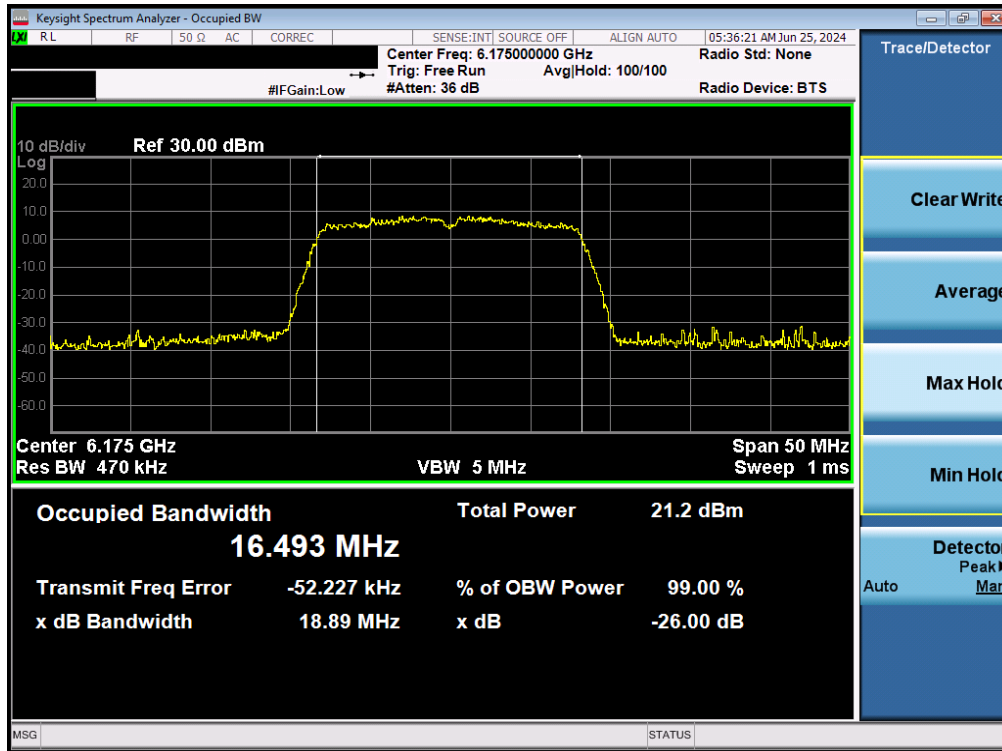 Keysight Spectrum Analyzer - Occupied BW
LXI RL RF 50 Ω AC CORREC SENSE:INT SOURCE OFF ALIGN AUTO 05:36:21 AM Jun 25, 2024
Center Freq: 6.175000000 GHz Radio Std: None
Trig: Free Run Avg|Hold: 100/100
#IFGain:Low #Atten: 36 dB Radio Device: BTS
Trace/Detector
10 dB/div Ref 30.00 dBm
Log
20.0
10.0
0.00
-10.0
-20.0
-30.0
-40.0
-50.0
-60.0
Center 6.175 GHz Span 50 MHz
Res BW 470 kHz VBW 5 MHz Sweep 1 ms
Occupied Bandwidth Total Power 21.2 dBm
16.493 MHz
Transmit Freq Error -52.227 kHz % of OBW Power 99.00 %
x dB Bandwidth 18.89 MHz x dB -26.00 dB
Clear Write
Average
Max Hold
Min Hold
Detector
Peak
Auto Man
MSG STATUS